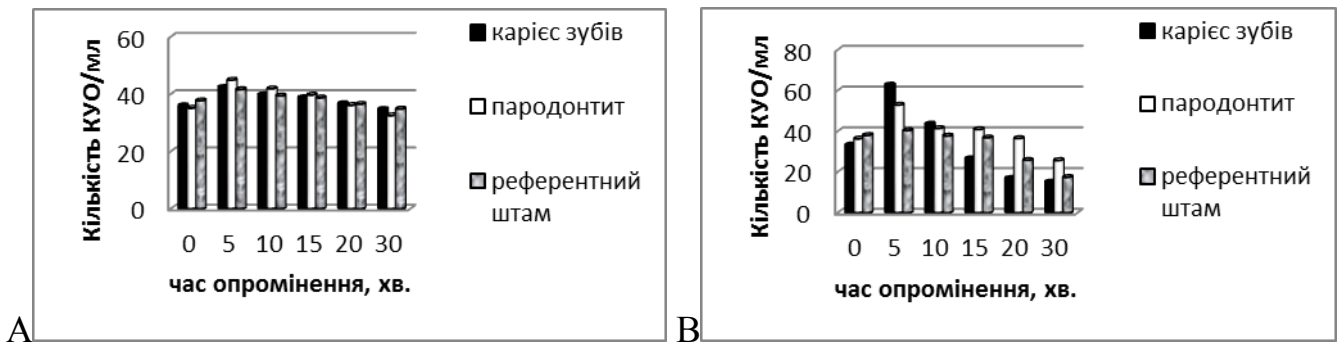 60
40
20
0
Кількість КУО/мл
0 5 10 15 20 30
час опромінення, хв.
карієс зубів
пародонтит
референтний
штам
А
80
60
40
20
0
Кількість КУО/мл
0 5 10 15 20 30
час опромінення, хв.
карієс зубів
пародонтит
референтний
штам
В